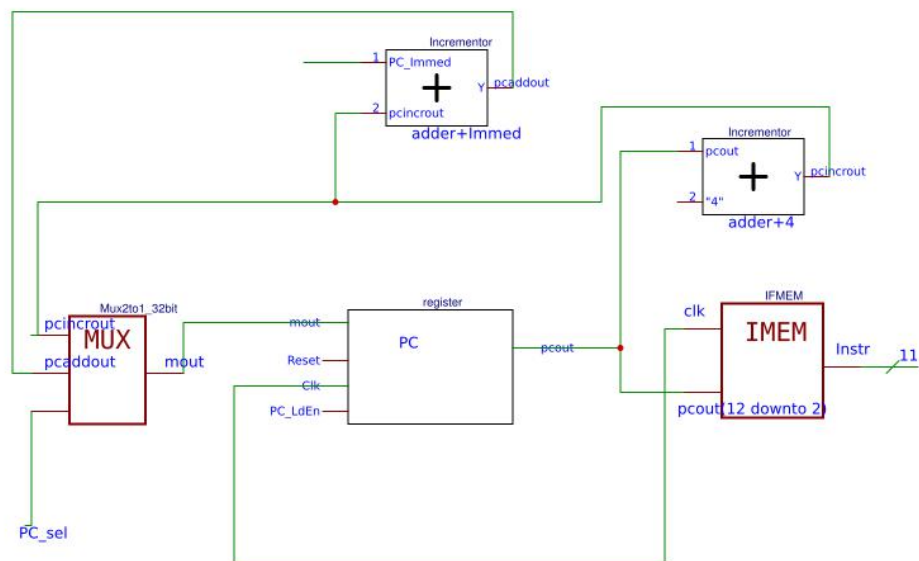 Incrementor
1 PC_Immed
Y pcaddout
2 pcincrout
adder+Immed
Incrementor
1 pcout
Y pcincrout
2 "4"
adder+4
Mux2to1_32bit
pcincrout
MUX
pcaddout
mout
PC_sel
register
mout
PC
Reset
pcout
Clk
PC_LdEn
IFMEM
clk
IMEM
Instr
11
pcout(12 downto 2)